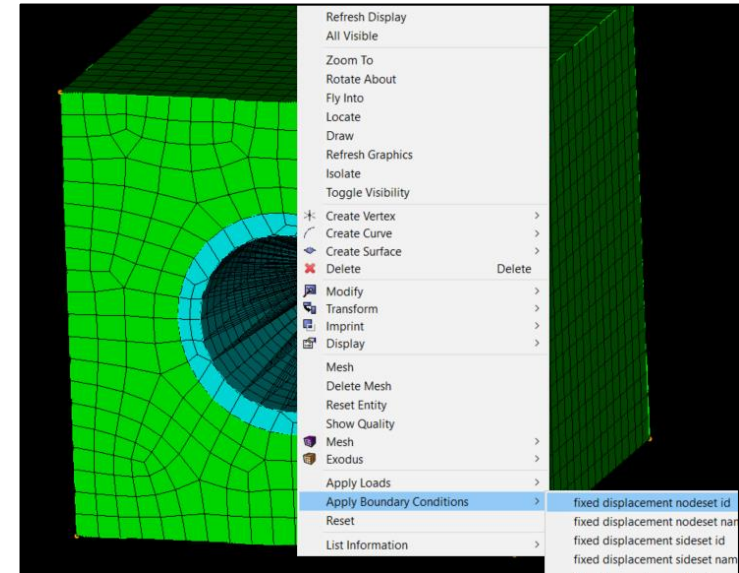 Refresh Display
All Visible
Zoom To
Rotate About
Fly Into
Locate
Draw
Refresh Graphics
Isolate
Toggle Visibility
Create Vertex
Create Curve
Create Surface
Delete Delete
Modify
Transform
Imprint
Display
Mesh
Delete Mesh
Reset Entity
Show Quality
Mesh
Exodus
Apply Loads
Apply Boundary Conditions
fixed displacement nodeset id
Reset
fixed displacement nodeset nam
fixed displacement sideset id
List Information
fixed displacement sideset nam